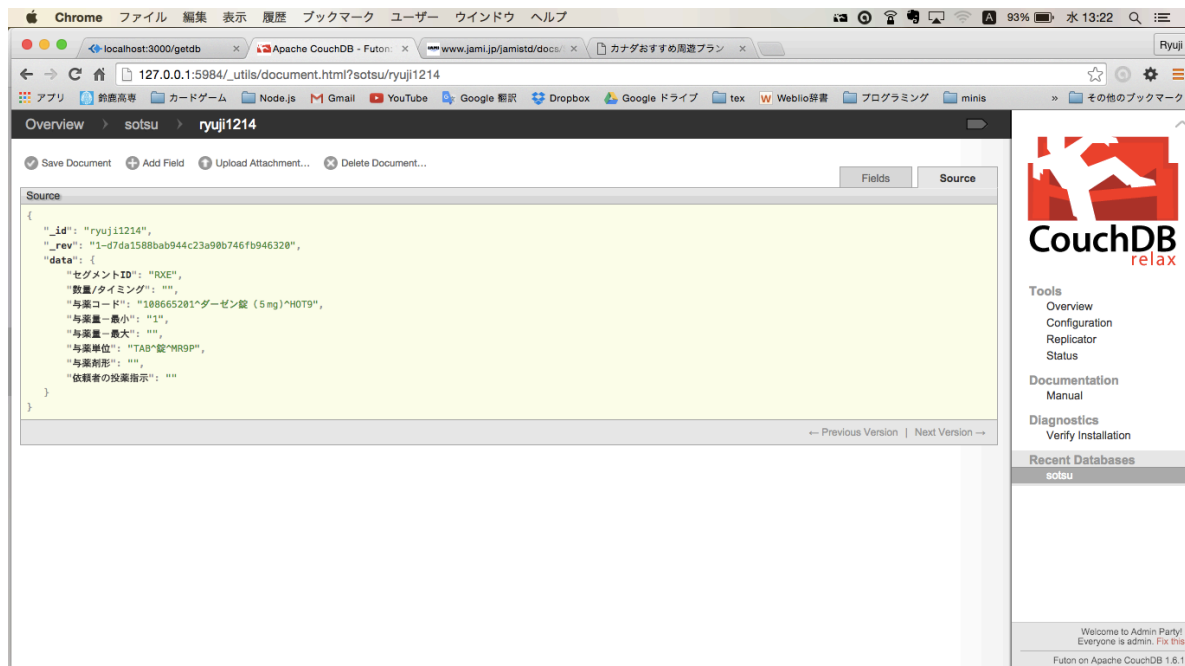 Chrome ファイル 編集 表示 履歴 ブックマーク ユーザー ウインドウ ヘルプ 93% 水 13:22
localhost:3000/getdb × Apache CouchDB - Futon: × www.jami.jp/jamistd/docs/ × カナダおすすめ周遊プラン × Ryuji
127.0.0.1:5984/_utils/document.html?sotsu/ryuji1214
アプリ 鈴鹿高専 カードゲーム Node.js Gmail YouTube Google 翻訳 Dropbox Google ドライブ tex Weblio辞書 プログラミング minis » その他のブックマーク
Overview sotsu ryuji1214
Save Document Add Field Upload Attachment... Delete Document...
Fields Source
Source
{
"_id": "ryuji1214",
"_rev": "1-d7da1588bab944c23a90b746fb946320",
"data": {
"セグメントID": "RXE",
"数量/タイミング": "",
"与薬コード": "108665201^ダーゼン錠（５mg)^HOT9",
"与薬量－最小": "1",
"与薬量－最大": "",
"与薬単位": "TAB^錠^MR9P",
"与薬剤形": "",
"依頼者の投薬指示": ""
}
}
← Previous Version | Next Version →
CouchDB
relax
Tools
Overview
Configuration
Replicator
Status
Documentation
Manual
Diagnostics
Verify Installation
Recent Databases
sotsu
Welcome to Admin Party!
Everyone is admin. Fix this
Futon on Apache CouchDB 1.6.1